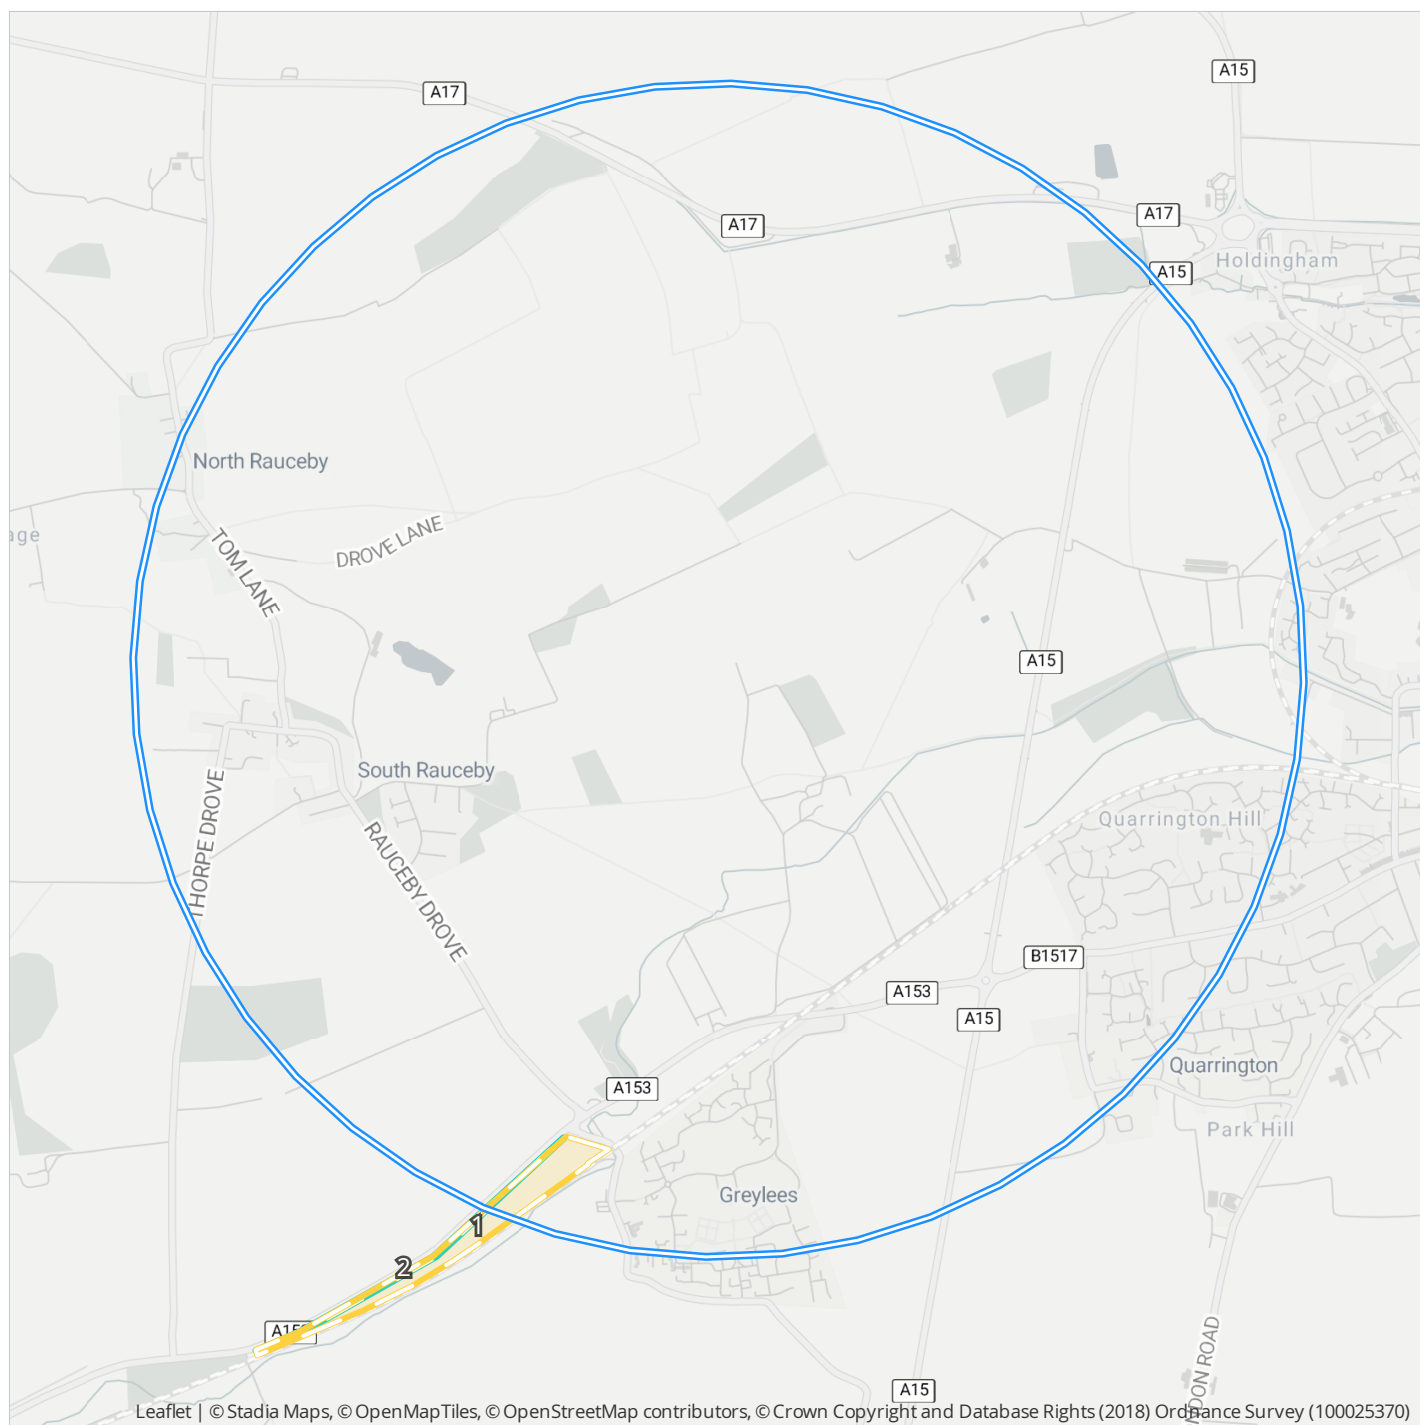 A15
A17
A17
A17
Holdingham
A15
North Rauceby
DROVE LANE
TOM LANE
age
A15
South Rauceby
THORPE DROVE
RAUCEBY DROVE
Quarrington Hill
B1517
A153
A15
Quarrington
A153
Park Hill
Greylees
1
2
DON ROAD
A15
Leaflet | © Stadia Maps, © OpenMapTiles, © OpenStreetMap contributors, © Crown Copyright and Database Rights (2018) Ordnance Survey (100025370)